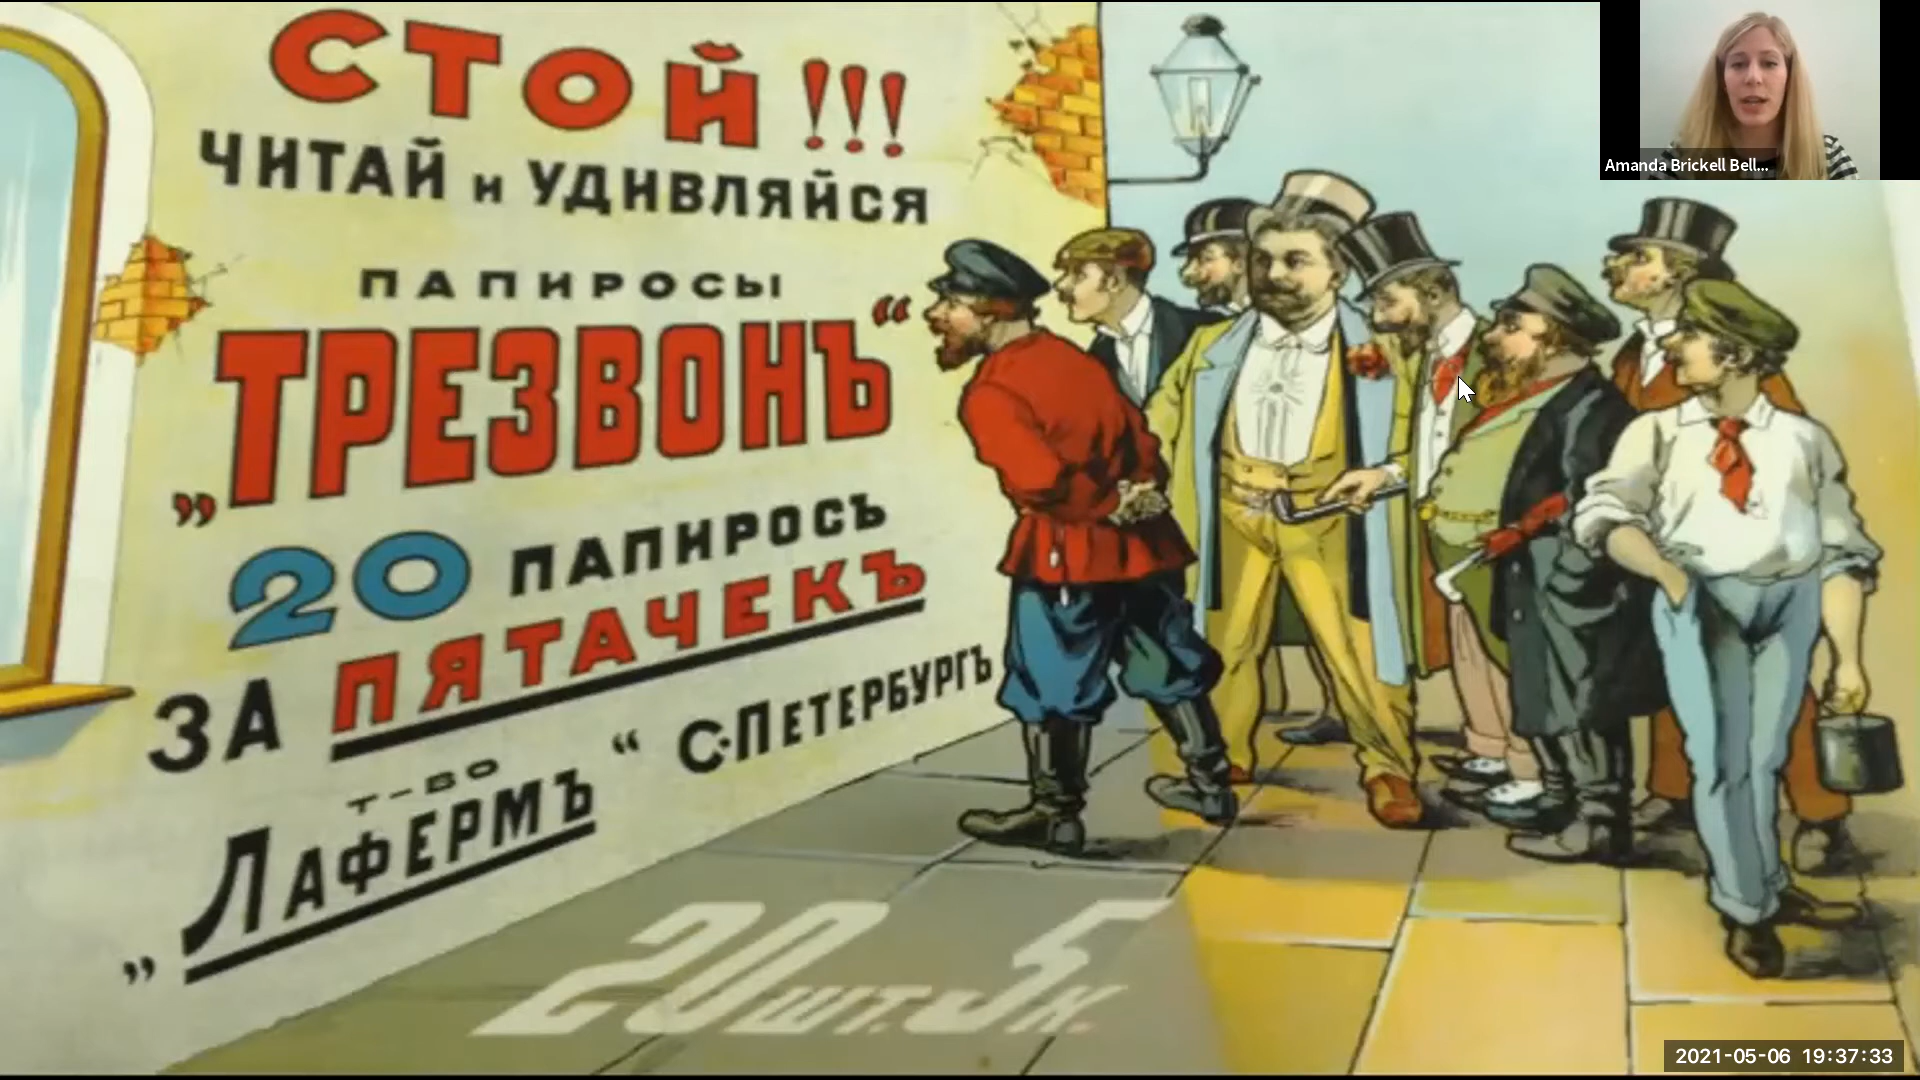 СТОЙ!!!
ЧИТАЙ и УДИВЛЯЙСЯ
ПАПИРОСЫ
„ТРЕЗВОНЪ“
20 ПАПИРОСЪ
ЗА ПЯТАЧЕКЪ
Т-ВО
„ЛАФЕРМЪ“ С·ПЕТЕРБУРГЪ
20 шт. 5 к.
Amanda Brickell Bell...
2021-05-06 19:37:33